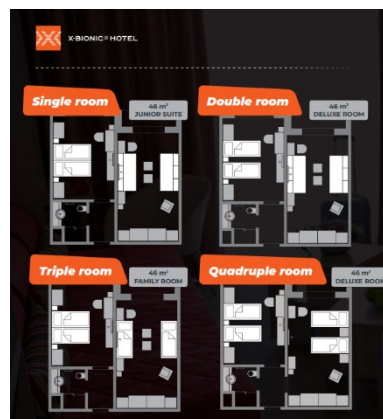 X-BIONIC® HOTEL
Single room
46 m²
JUNIOR SUITE
Double room
46 m²
DELUXE ROOM
Triple room
46 m²
FAMILY ROOM
Quadruple room
46 m²
DELUXE ROOM